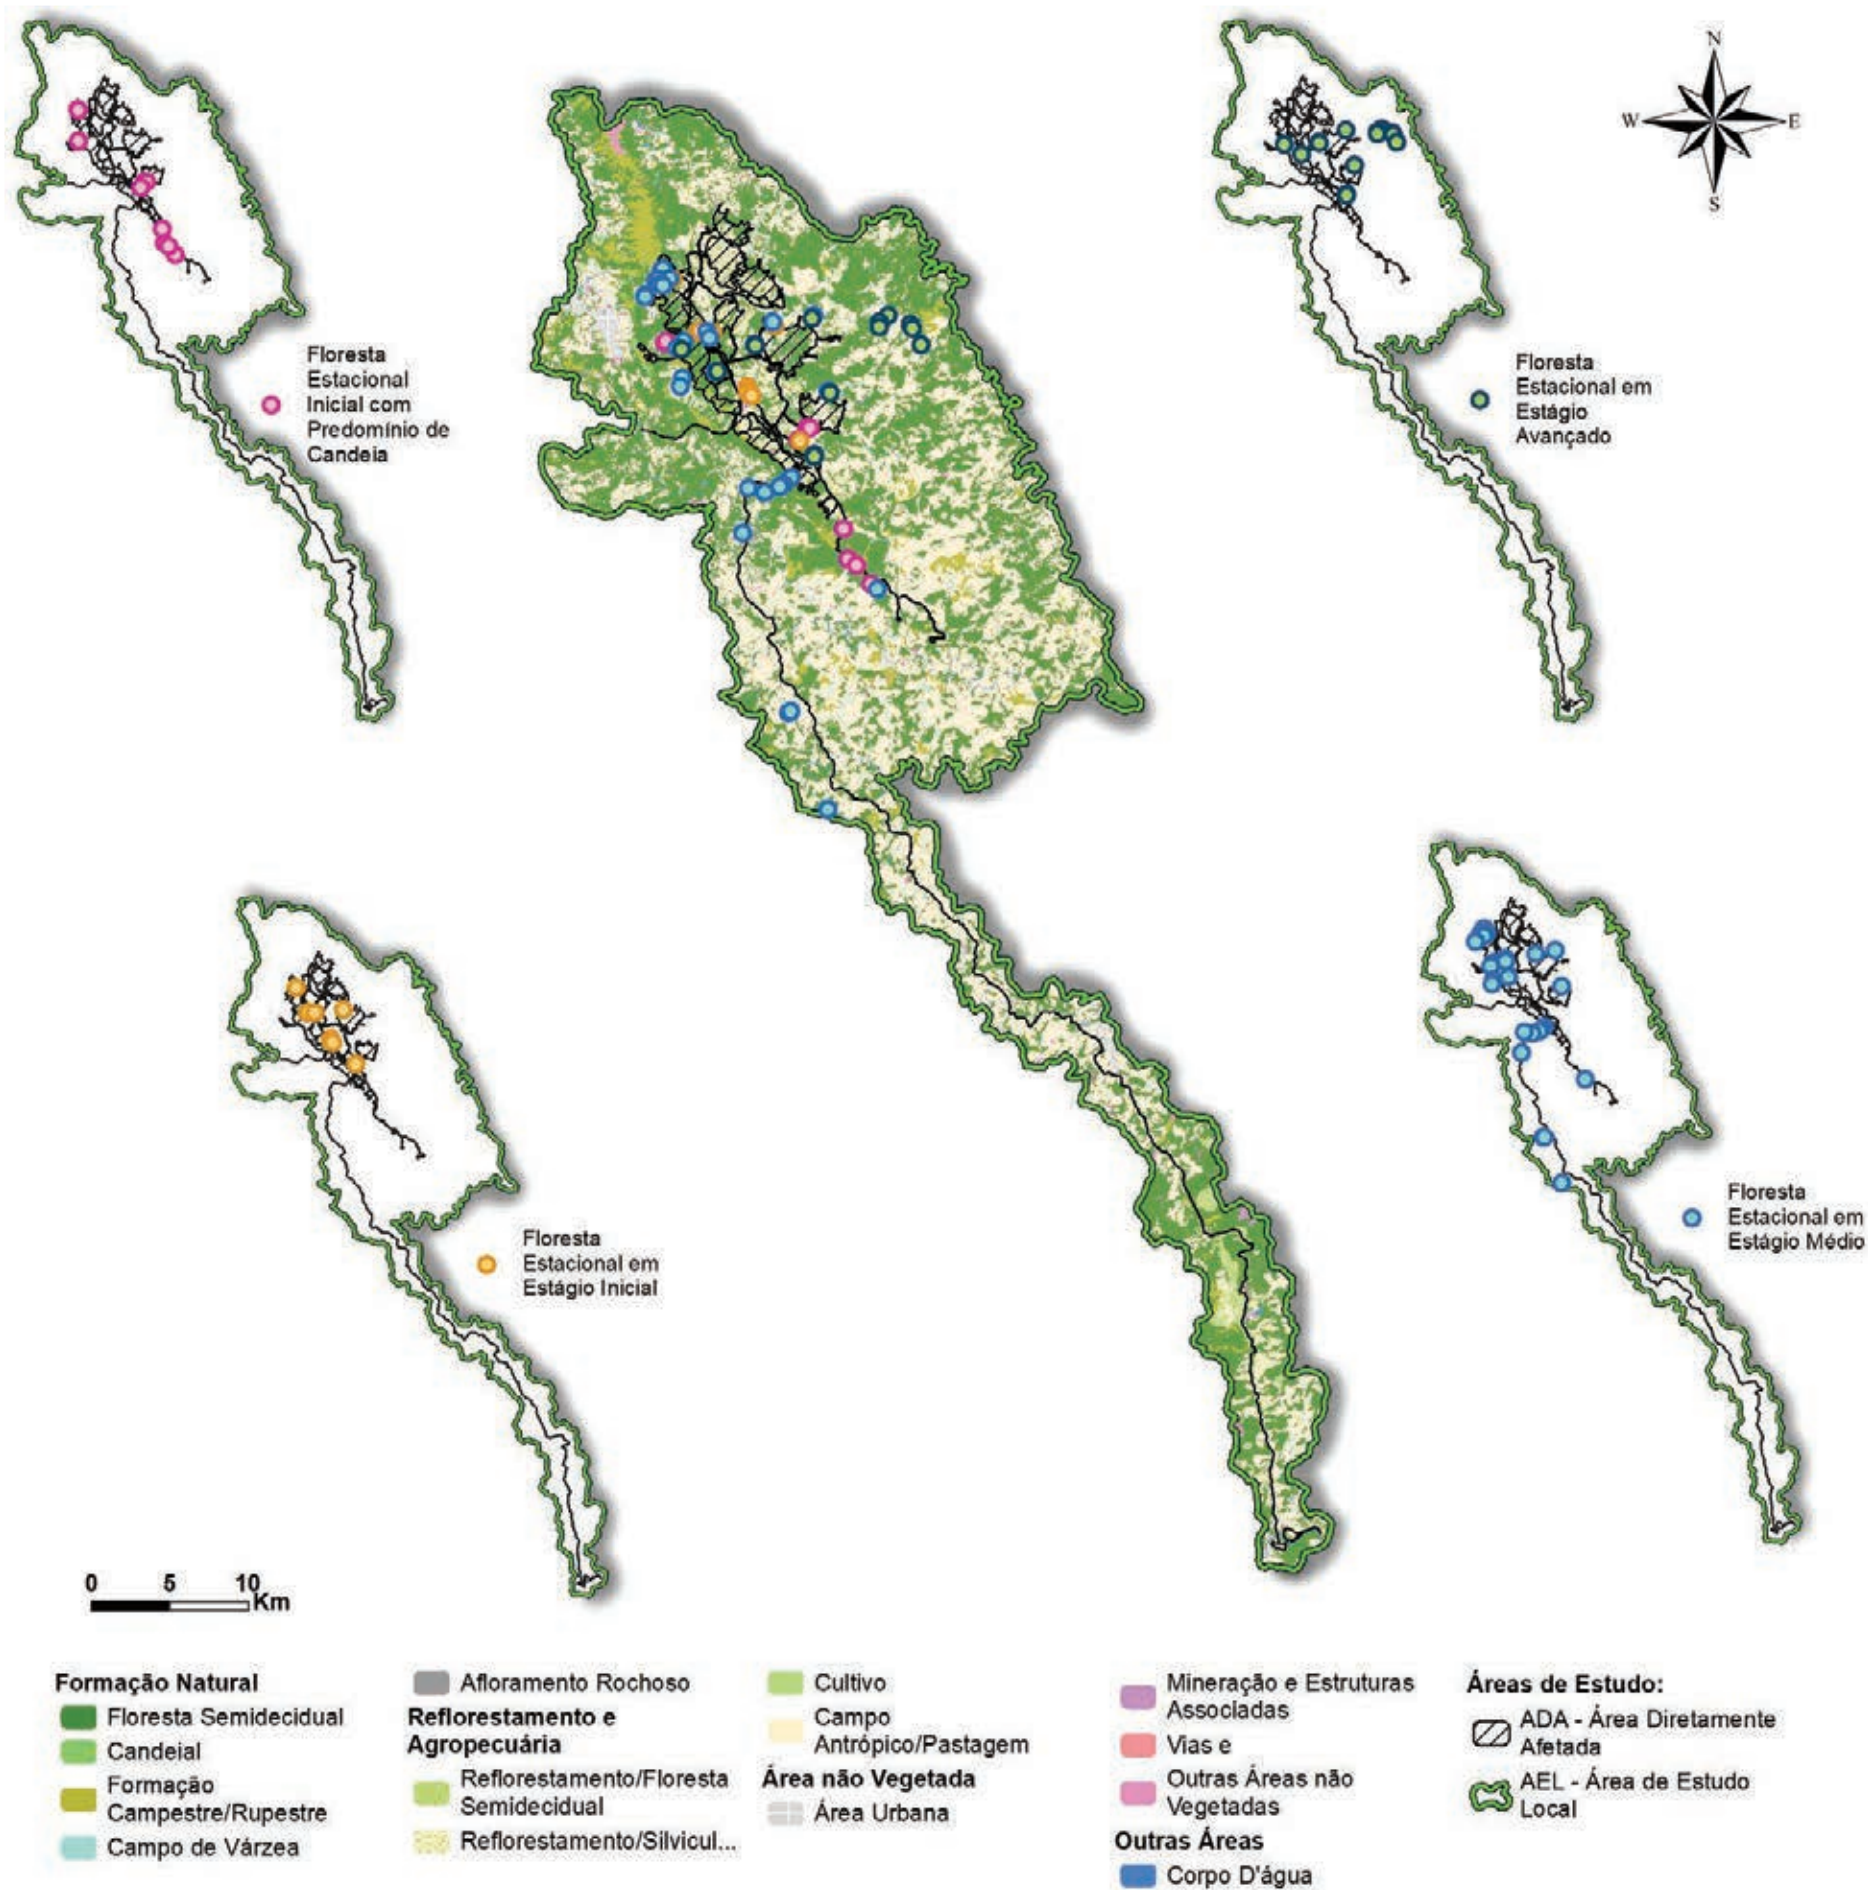 N
W
E
S
Floresta
Estacional
Inicial com
Predomínio de
Candeia
Floresta
Estacional em
Estágio
Avançado
Floresta
Estacional em
Estágio Inicial
Floresta
Estacional em
Estágio Médio
0 5 10
Km
Formação Natural
Floresta Semidecidual
Candeial
Formação
Campestre/Rupestre
Campo de Várzea
Afloramento Rochoso
Reflorestamento e
Agropecuária
Reflorestamento/Floresta
Semidecidual
Reflorestamento/Silvicul...
Cultivo
Campo
Antrópico/Pastagem
Área não Vegetada
Área Urbana
Mineração e Estruturas
Associadas
Vias e
Outras Áreas não
Vegetadas
Outras Áreas
Corpo D'água
Áreas de Estudo:
ADA - Área Diretamente
Afetada
AEL - Área de Estudo
Local